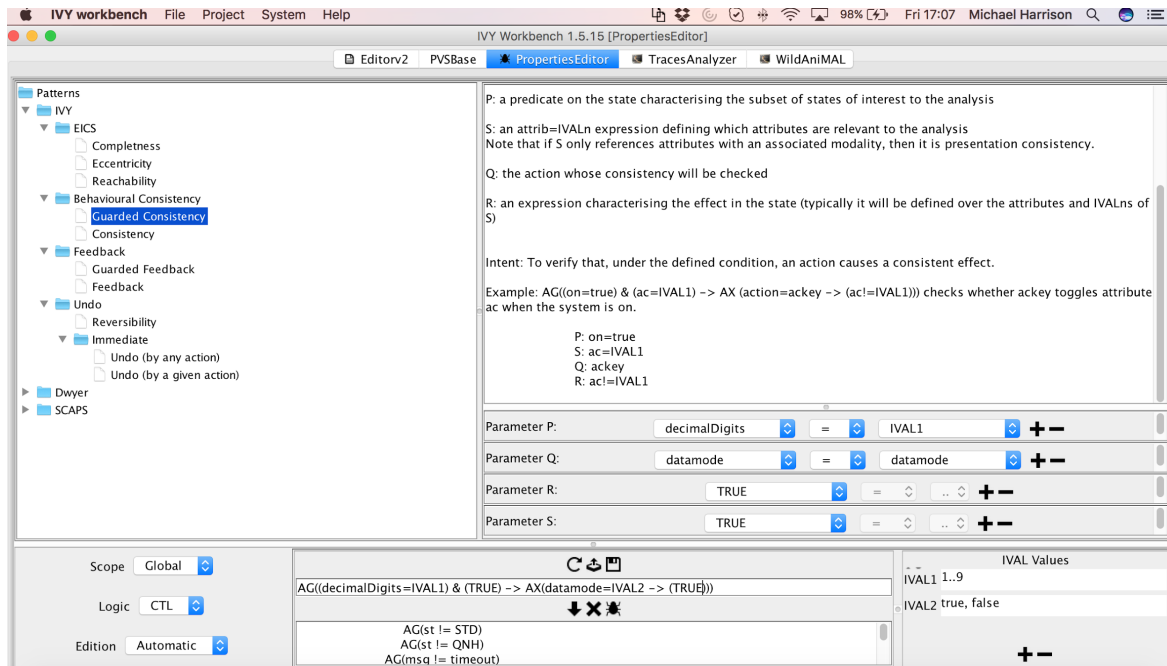 IVY workbench File Project System Help 98% Fri 17:07 Michael Harrison
IVY Workbench 1.5.15 [PropertiesEditor]
Editorv2 PVSBase PropertiesEditor TracesAnalyzer WildAniMAL
Patterns
IVY
EICS
Completness
Eccentricity
Reachability
Behavioural Consistency
Guarded Consistency
Consistency
Feedback
Guarded Feedback
Feedback
Undo
Reversibility
Immediate
Undo (by any action)
Undo (by a given action)
Dwyer
SCAPS
P: a predicate on the state characterising the subset of states of interest to the analysis
S: an attrib=IVALn expression defining which attributes are relevant to the analysis
Note that if S only references attributes with an associated modality, then it is presentation consistency.
Q: the action whose consistency will be checked
R: an expression characterising the effect in the state (typically it will be defined over the attributes and IVALns of
S)
Intent: To verify that, under the defined condition, an action causes a consistent effect.
Example: AG((on=true) & (ac=IVAL1) -> AX (action=ackey -> (ac!=IVAL1))) checks whether ackey toggles attribute
ac when the system is on.
P: on=true
S: ac=IVAL1
Q: ackey
R: ac!=IVAL1
Parameter P: decimalDigits = IVAL1
Parameter Q: datamode = datamode
Parameter R: TRUE = ..
Parameter S: TRUE = ..
Scope Global
Logic CTL
Edition Automatic
AG((decimalDigits=IVAL1) & (TRUE) -> AX(datamode=IVAL2 -> (TRUE)))
AG(st != STD)
AG(st != QNH)
AG(msg != timeout)
IVAL Values
IVAL1 1..9
IVAL2 true, false